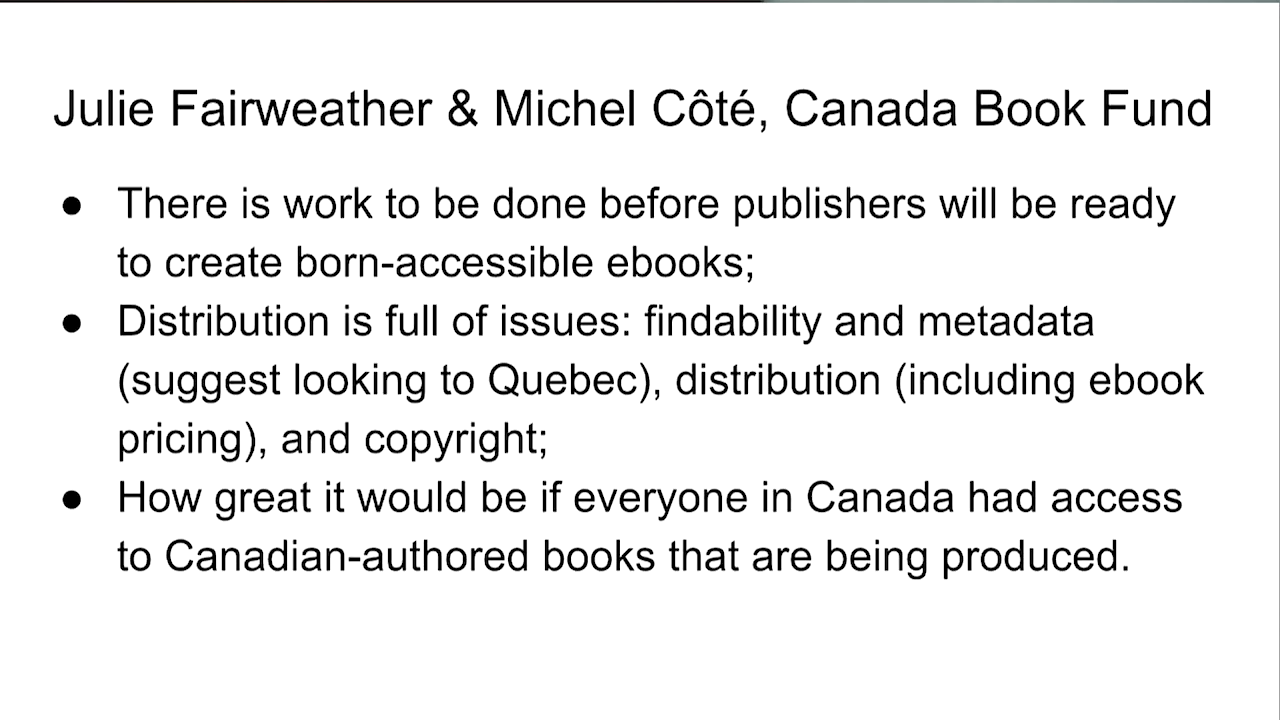 Julie Fairweather & Michel Côté, Canada Book Fund
● There is work to be done before publishers will be ready
to create born-accessible ebooks;
● Distribution is full of issues: findability and metadata
(suggest looking to Quebec), distribution (including ebook
pricing), and copyright;
● How great it would be if everyone in Canada had access
to Canadian-authored books that are being produced.